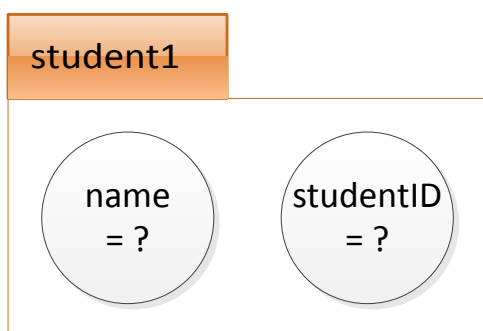 student1
name
= ?
studentID
= ?